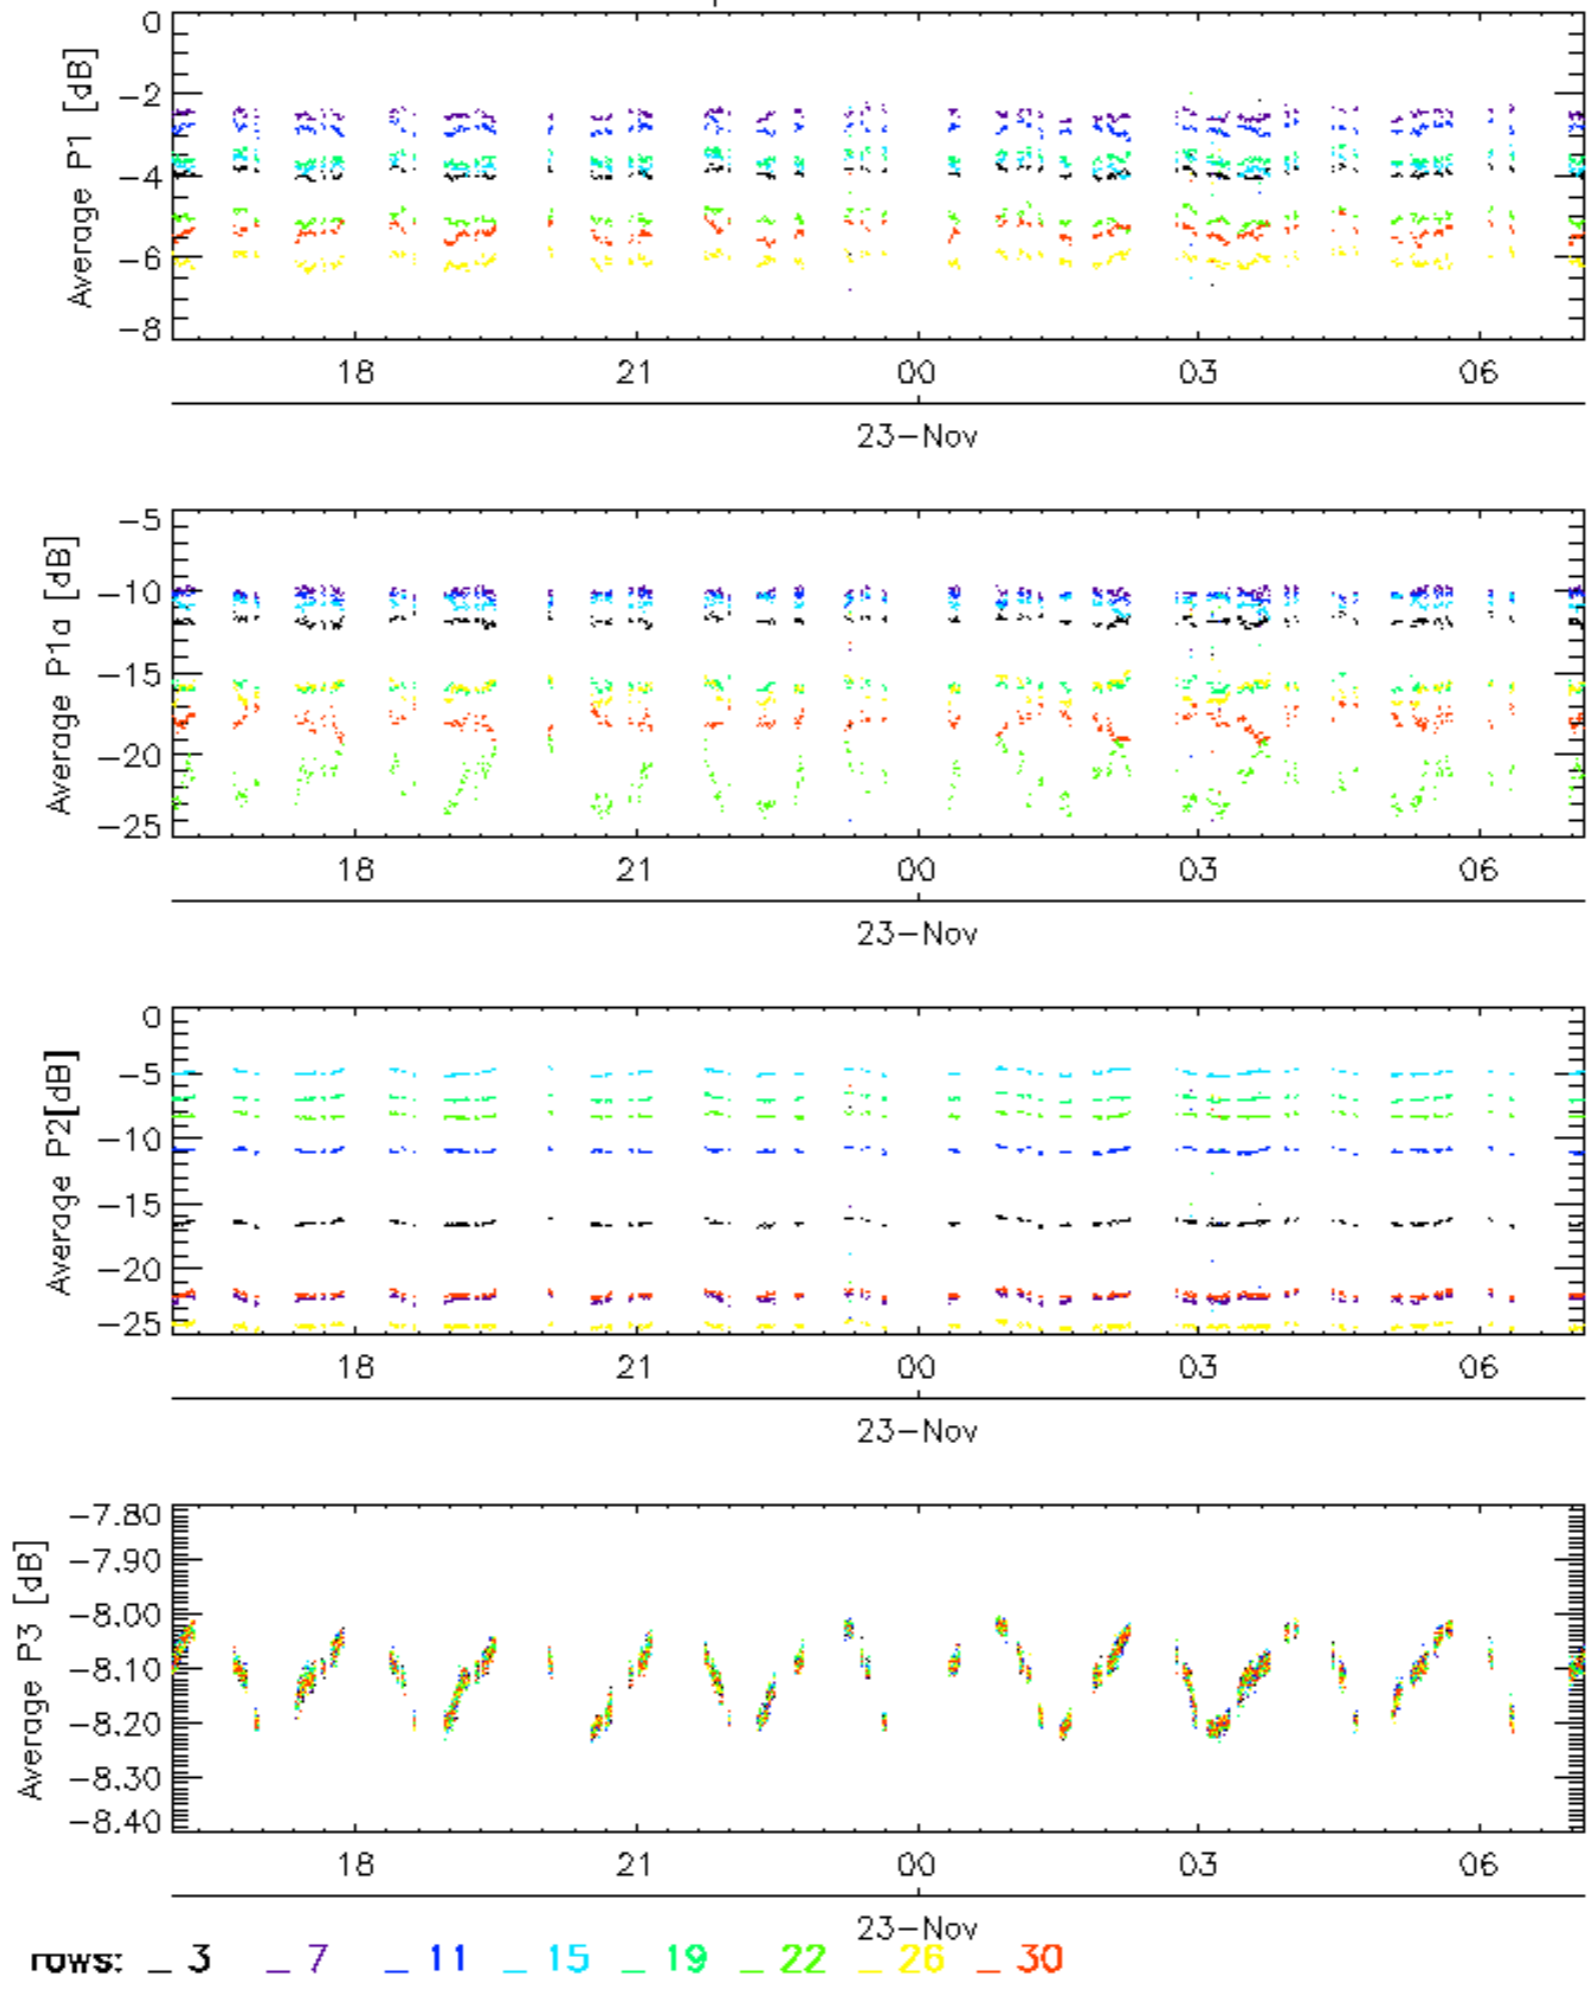 0
-2
-4
-6
-8
Average P1 [dB]
18 21 00 03 06
23-Nov
-5
-10
-15
-20
-25
Average P1a [dB]
18 21 00 03 06
23-Nov
0
-5
-10
-15
-20
-25
Average P2[dB]
18 21 00 03 06
23-Nov
-7.80
-7.90
-8.00
-8.10
-8.20
-8.30
-8.40
Average P3 [dB]
18 21 00 03 06
23-Nov
rows: _ 3 _ 7 _ 11 _ 15 _ 19 _ 22 _ 26 _ 30